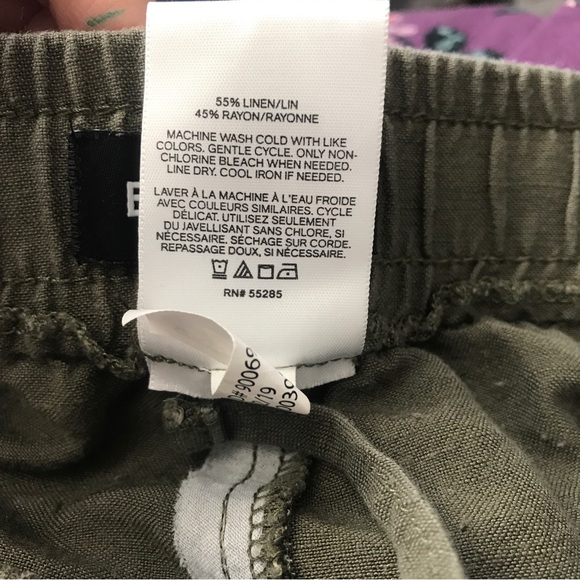 55% LINEN/LIN
45% RAYON/RAYONNE
MACHINE WASH COLD WITH LIKE
COLORS. GENTLE CYCLE. ONLY NON-
CHLORINE BLEACH WHEN NEEDED.
LINE DRY. COOL IRON IF NEEDED.
LAVER À LA MACHINE À L'EAU FROIDE
AVEC COULEURS SIMILAIRES. CYCLE
DÉLICAT. UTILISEZ SEULEMENT
DU JAVELLISANT SANS CHLORE, SI
NÉCESSAIRE. SÉCHAGE SUR CORDE.
REPASSAGE DOUX, SI NÉCESSAIRE.
RN# 55285